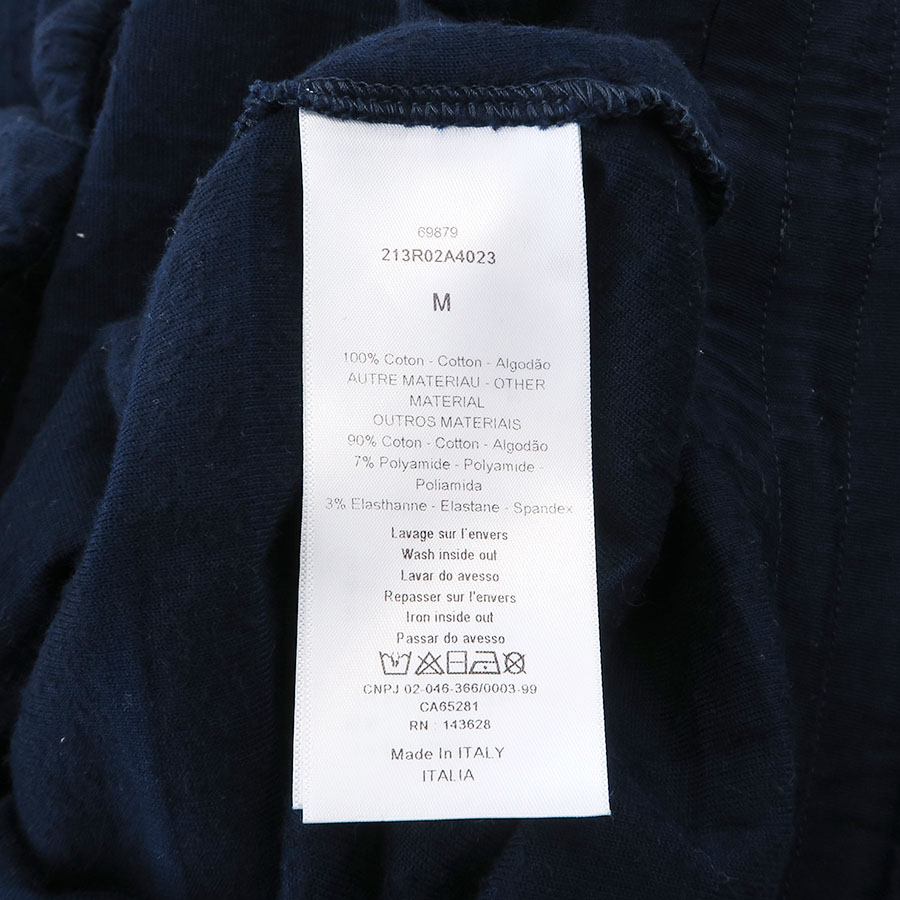 69879
213R02A4023
M
100% Coton - Cotton - Algodão
AUTRE MATERIAU - OTHER
MATERIAL
OUTROS MATERIAIS
90% Coton - Cotton - Algodão
7% Polyamide - Polyamide -
Poliamida
3% Elasthanne - Elastane - Spandex
Lavage sur l'envers
Wash inside out
Lavar do avesso
Repasser sur l'envers
Iron inside out
Passar do avesso
CNPJ 02-046-366/0003-99
CA65281
RN : 143628
Made In ITALY
ITALIA